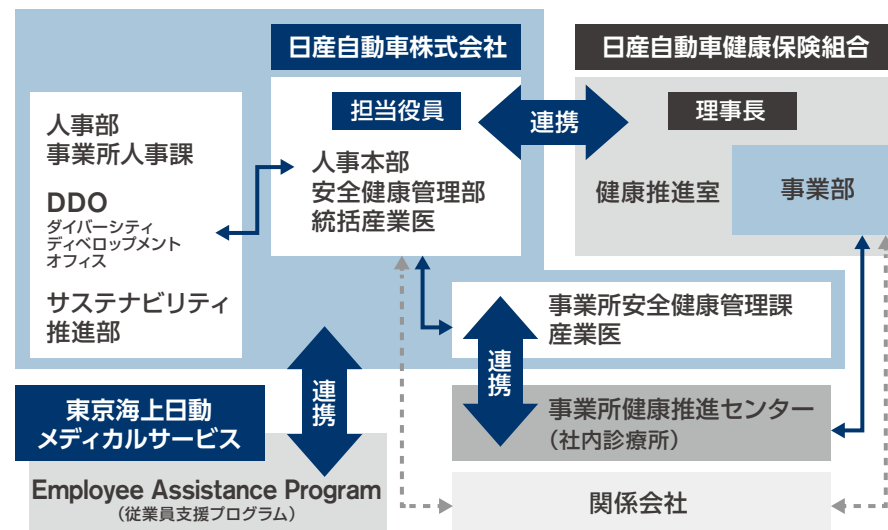 日産自動車株式会社
日産自動車健康保険組合
人事部
事業所人事課
DDO
ダイバーシティ
ディベロップメント
オフィス
サステナビリティ
推進部
担当役員
人事本部
安全健康管理部
統括産業医
連携
理事長
健康推進室
事業部
事業所安全健康管理課
産業医
連携
連携
事業所健康推進センター
（社内診療所）
東京海上日動
メディカルサービス
Employee Assistance Program
（従業員支援プログラム）
関係会社